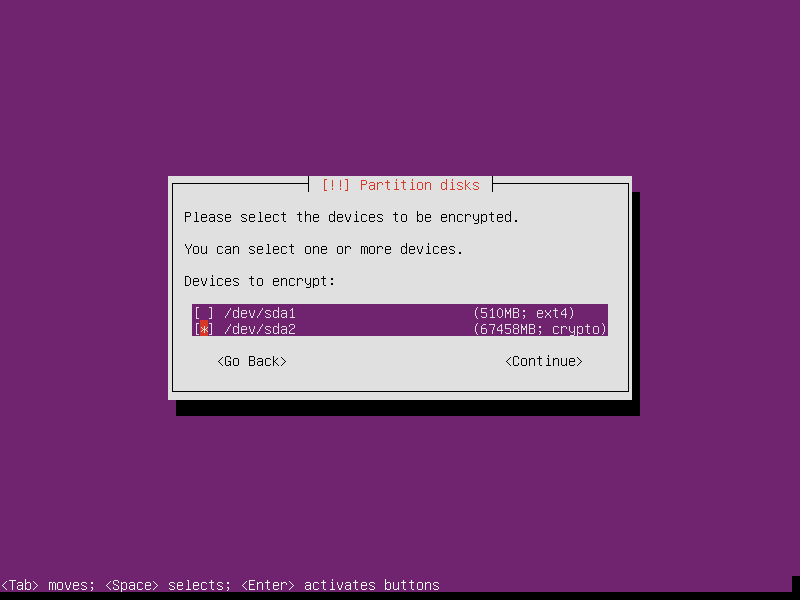 [!!] Partition disks
Please select the devices to be encrypted.
You can select one or more devices.
Devices to encrypt:
[ ] /dev/sda1 (510MB; ext4)
[*] /dev/sda2 (67458MB; crypto)
<Go Back> <Continue>
<Tab> moves; <Space> selects; <Enter> activates buttons